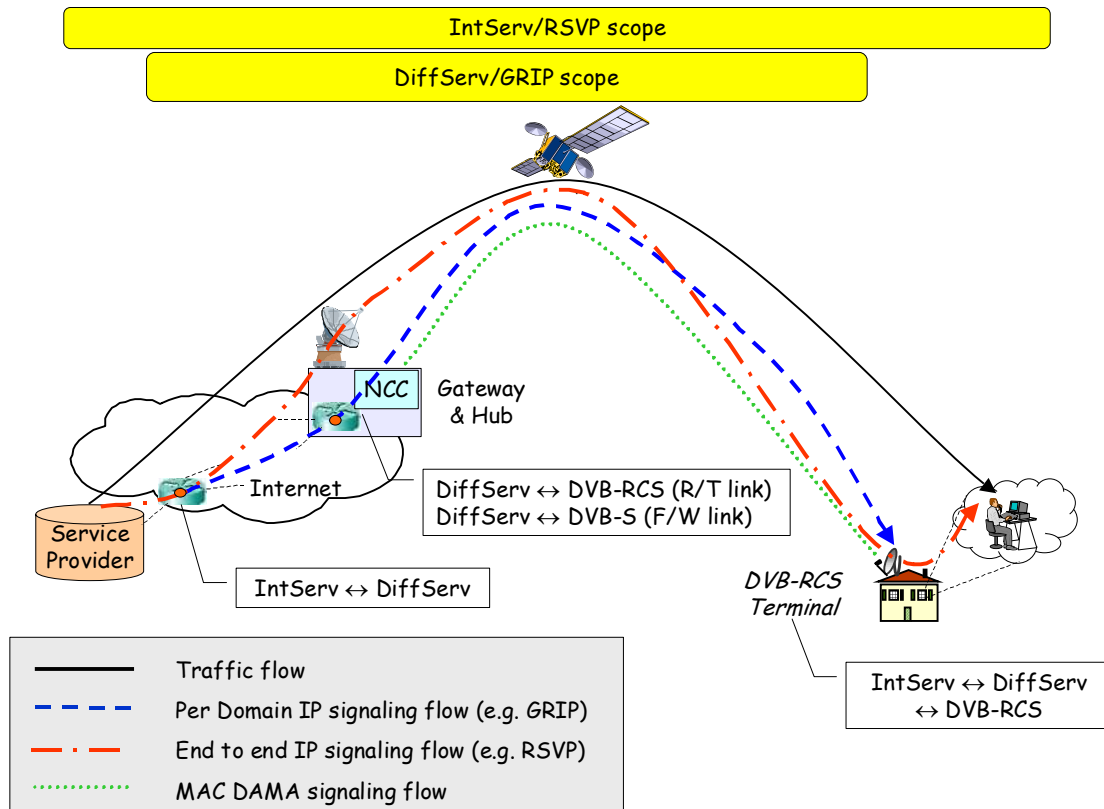 IntServ/RSVP scope
DiffServ/GRIP scope
NCC
Gateway
& Hub
Internet
DiffServ ↔ DVB-RCS (R/T link)
DiffServ ↔ DVB-S (F/W link)
Service
Provider
IntServ ↔ DiffServ
DVB-RCS
Terminal
IntServ ↔ DiffServ
↔ DVB-RCS
Traffic flow
Per Domain IP signaling flow (e.g. GRIP)
End to end IP signaling flow (e.g. RSVP)
MAC DAMA signaling flow